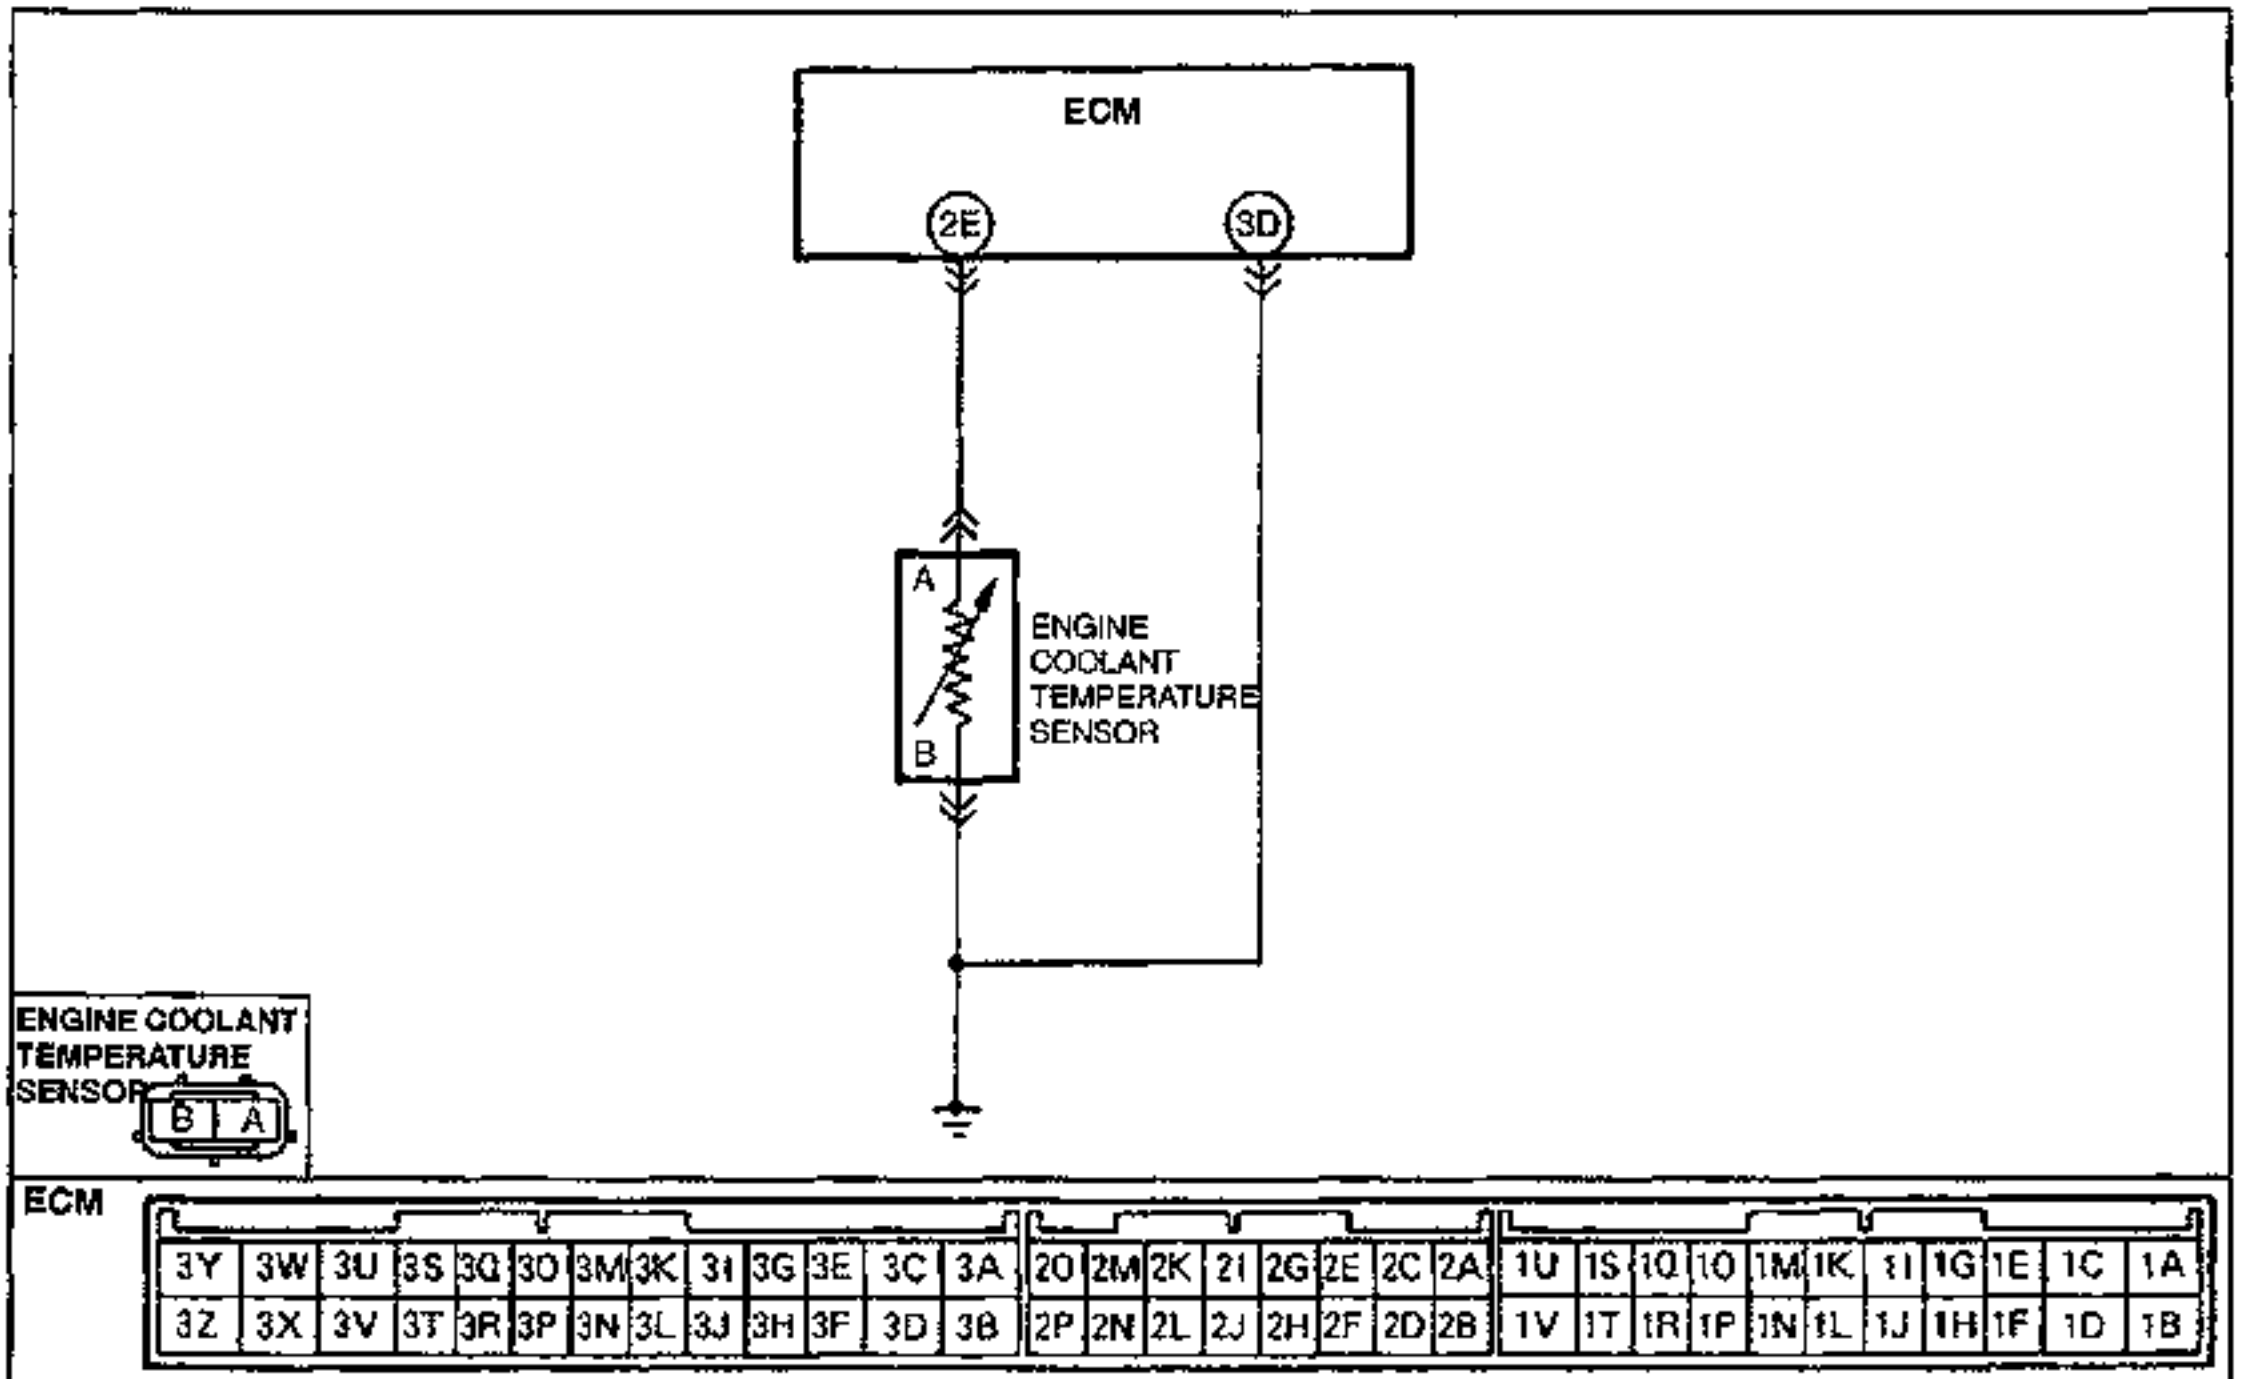 ECM
2E 3D
A
ENGINE
COOLANT
TEMPERATURE
SENSOR
B
ENGINE COOLANT
TEMPERATURE
SENSOR
B A
ECM
3Y 3W 3U 3S 3Q 3O 3M 3K 3I 3G 3E 3C 3A 2O 2M 2K 2I 2G 2E 2C 2A 1U 1S 1Q 1O 1M 1K 1I 1G 1E 1C 1A
3Z 3X 3V 3T 3R 3P 3N 3L 3J 3H 3F 3D 3B 2P 2N 2L 2J 2H 2F 2D 2B 1V 1T 1R 1P 1N 1L 1J 1H 1F 1D 1B